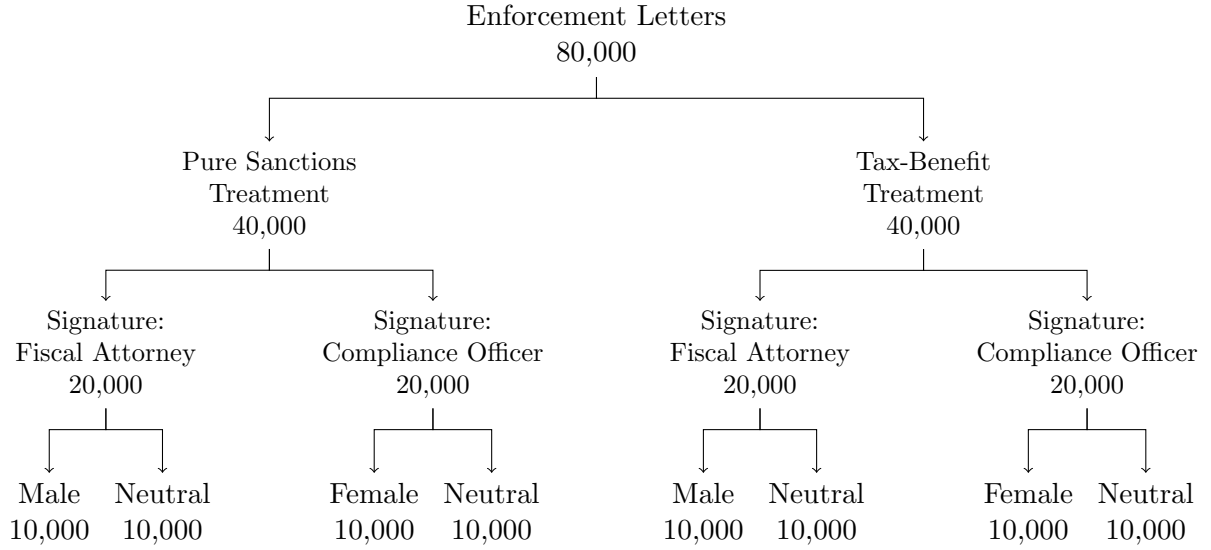 Enforcement Letters
80,000
Pure Sanctions
Treatment
40,000
Tax-Benefit
Treatment
40,000
Signature:
Fiscal Attorney
20,000
Signature:
Compliance Officer
20,000
Signature:
Fiscal Attorney
20,000
Signature:
Compliance Officer
20,000
Male
10,000
Neutral
10,000
Female
10,000
Neutral
10,000
Male
10,000
Neutral
10,000
Female
10,000
Neutral
10,000